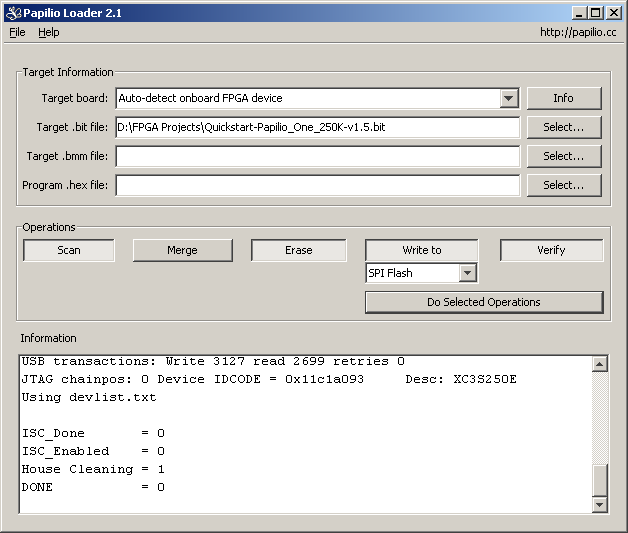 Papilio Loader 2.1
File Help http://papilio.cc
Target Information
Target board: Auto-detect onboard FPGA device Info
Target .bit file: D:\FPGA Projects\Quickstart-Papilio_One_250K-v1.5.bit Select...
Target .bmm file: Select...
Program .hex file: Select...
Operations
Scan Merge Erase Write to Verify
SPI Flash
Do Selected Operations
Information
USB transactions: Write 3127 read 2699 retries 0
JTAG chainpos: 0 Device IDCODE = 0x11c1a093 Desc: XC3S250E
Using devlist.txt
ISC_Done = 0
ISC_Enabled = 0
House Cleaning = 1
DONE = 0